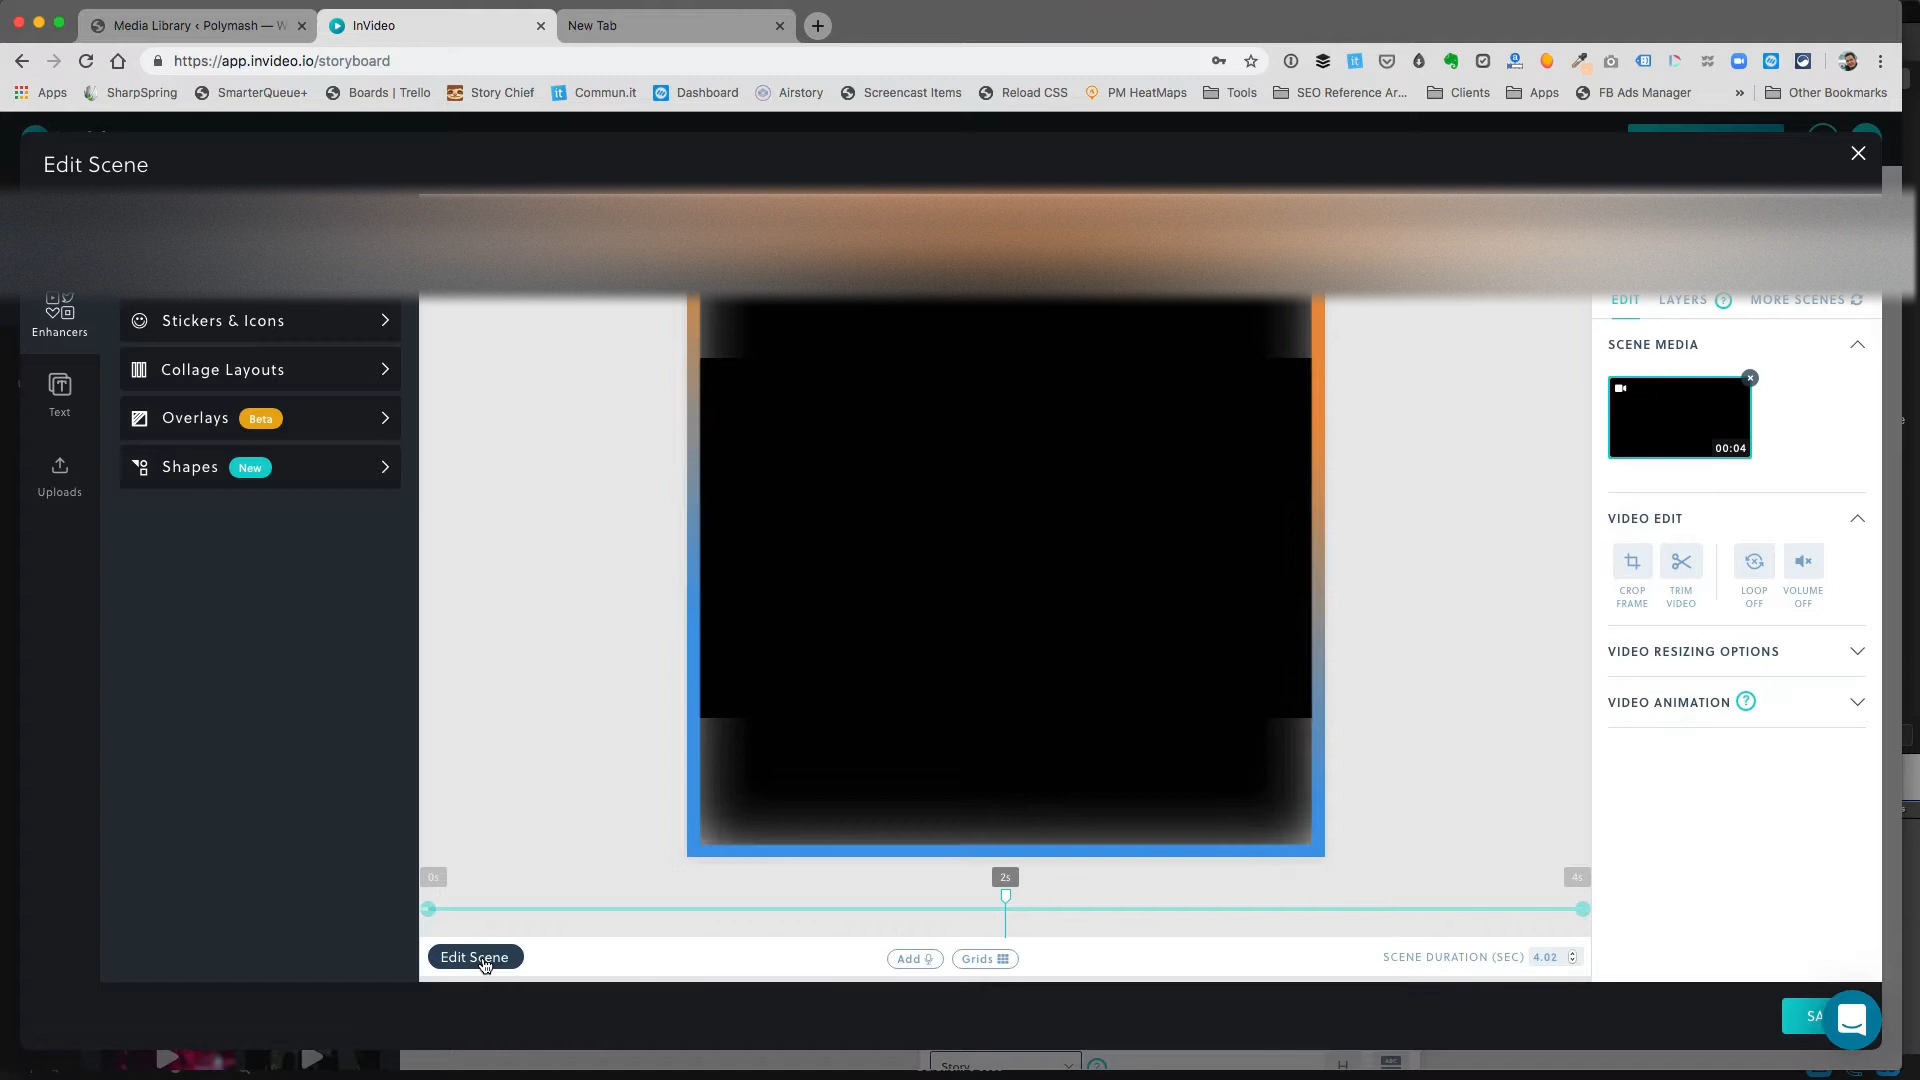 Media Library ‹ Polymash — W
InVideo
New Tab
https://app.invideo.io/storyboard
Apps
SharpSpring
SmarterQueue+
Boards | Trello
Story Chief
Commun.it
Dashboard
Airstory
Screencast Items
Reload CSS
PM HeatMaps
Tools
SEO Reference Ar...
Clients
Apps
FB Ads Manager
»
Other Bookmarks
Edit Scene
Enhancers
Text
Uploads
Stickers & Icons
Collage Layouts
Overlays Beta
Shapes New
EDIT LAYERS ? MORE SCENES
SCENE MEDIA
00:04
VIDEO EDIT
CROP FRAME
TRIM VIDEO
LOOP OFF
VOLUME OFF
VIDEO RESIZING OPTIONS
VIDEO ANIMATION ?
0s
2s
4s
Edit Scene
Add
Grids
SCENE DURATION (SEC) 4.02
SA
Story
?
H
ABC